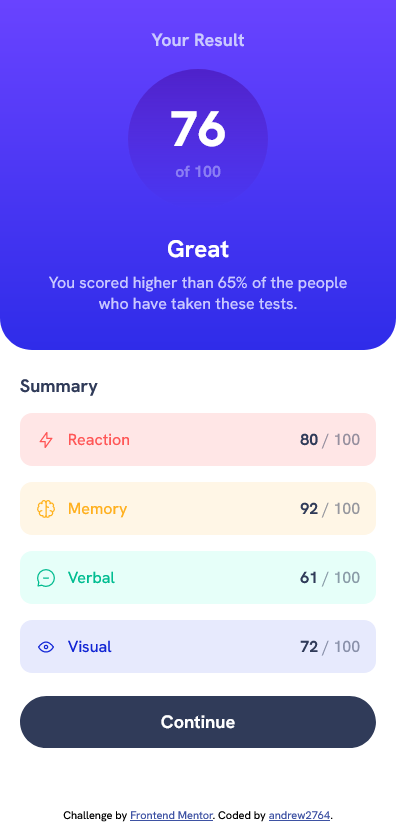 Your Result
76
of 100
Great
You scored higher than 65% of the people
who have taken these tests.
Summary
Reaction 80 / 100
Memory 92 / 100
Verbal 61 / 100
Visual 72 / 100
Continue
Challenge by Frontend Mentor. Coded by andrew2764.